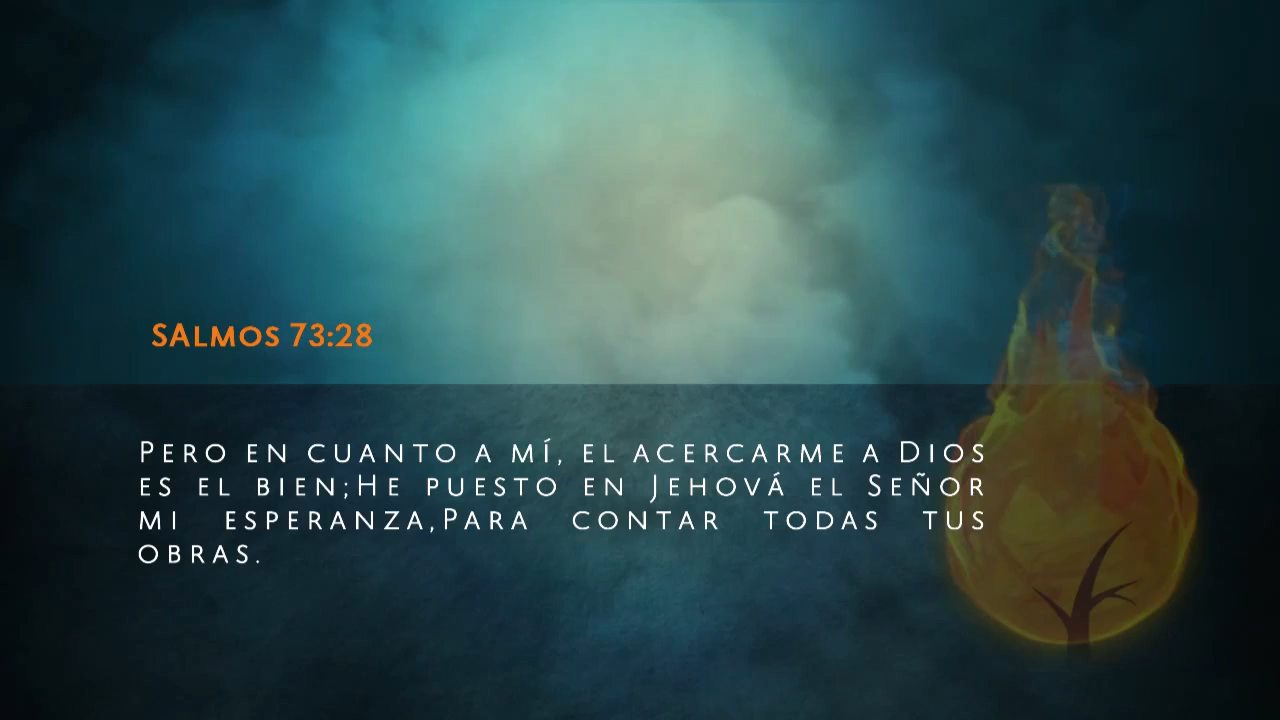 SALMOS 73:28
PERO EN CUANTO A MÍ, EL ACERCARME A DIOS
ES EL BIEN;HE PUESTO EN JEHOVÁ EL SEÑOR
MI ESPERANZA,PARA CONTAR TODAS TUS
OBRAS.